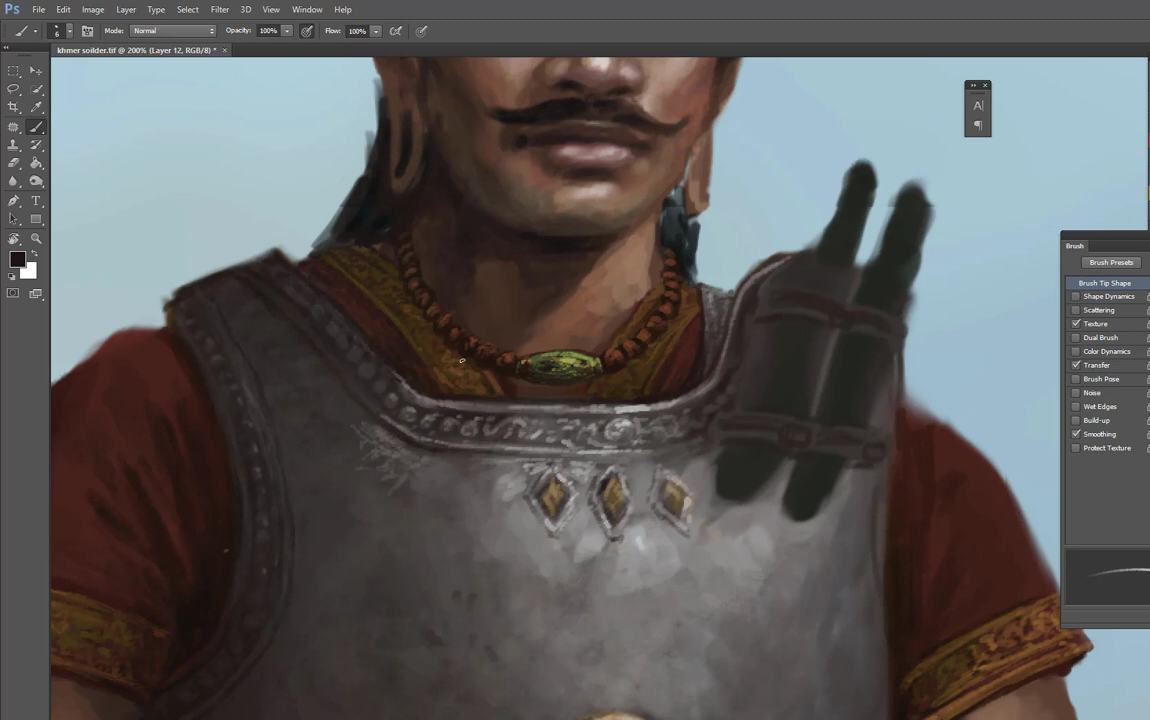 Ps File Edit Image Layer Type Select Filter 3D View Window Help
6 Mode: Normal Opacity: 100% Flow: 100%
khmer soilder.tif @ 200% (Layer 12, RGB/8) * ×
A
¶
T
Brush
Brush Presets
Brush Tip Shape
Shape Dynamics
Scattering
Texture
Dual Brush
Color Dynamics
Transfer
Brush Pose
Noise
Wet Edges
Build-up
Smoothing
Protect Texture